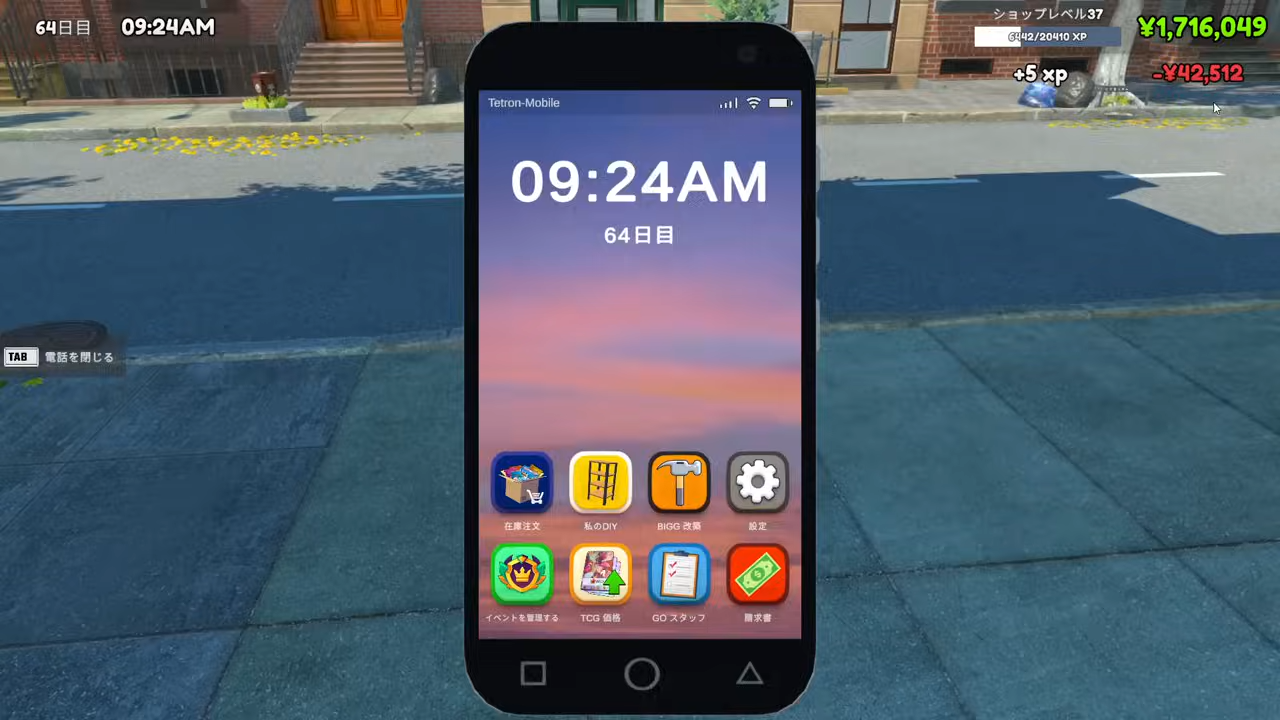 64日目 09:24AM
ショップレベル37
6442/20410 XP
¥1,716,049
+5 xp
-¥42,512
Tetron-Mobile
09:24AM
64日目
TAB 電話を閉じる
在庫注文 私のDIY BIGG 改築 設定
イベントを管理する TCG 価格 GO スタッフ 請求書